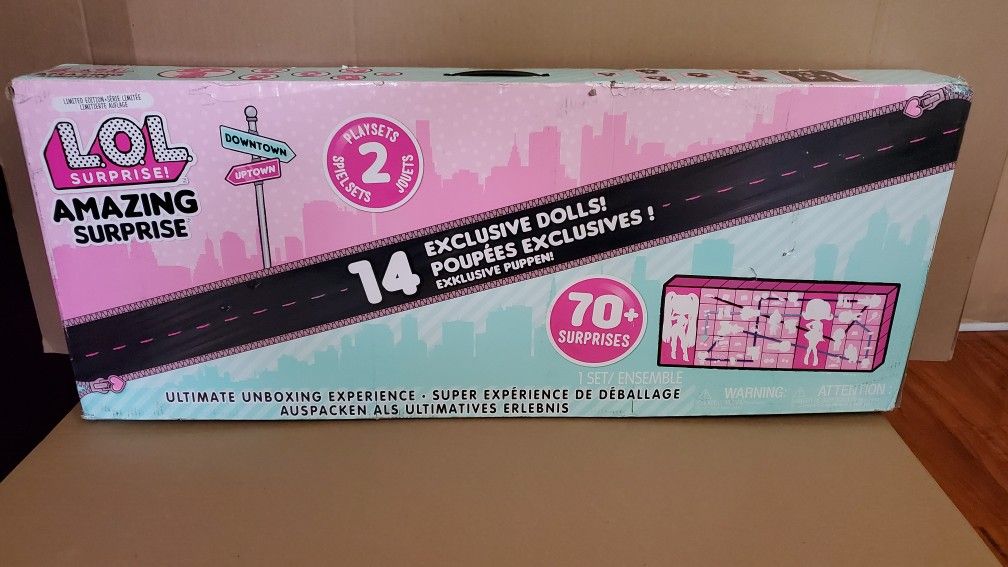 LIMITED EDITION • SÉRIE LIMITÉE
LIMITIERTE AUFLAGE
L.O.L.
SURPRISE!
AMAZING
SURPRISE
DOWNTOWN
UPTOWN
PLAYSETS
2
SPIELSETS
JOUETS
14
EXCLUSIVE DOLLS!
POUPÉES EXCLUSIVES !
EXKLUSIVE PUPPEN!
70+
SURPRISES
1 SET/ ENSEMBLE
WARNING:
ATTENTION
ULTIMATE UNBOXING EXPERIENCE • SUPER EXPÉRIENCE DE DÉBALLAGE
AUSPACKEN ALS ULTIMATIVES ERLEBNIS